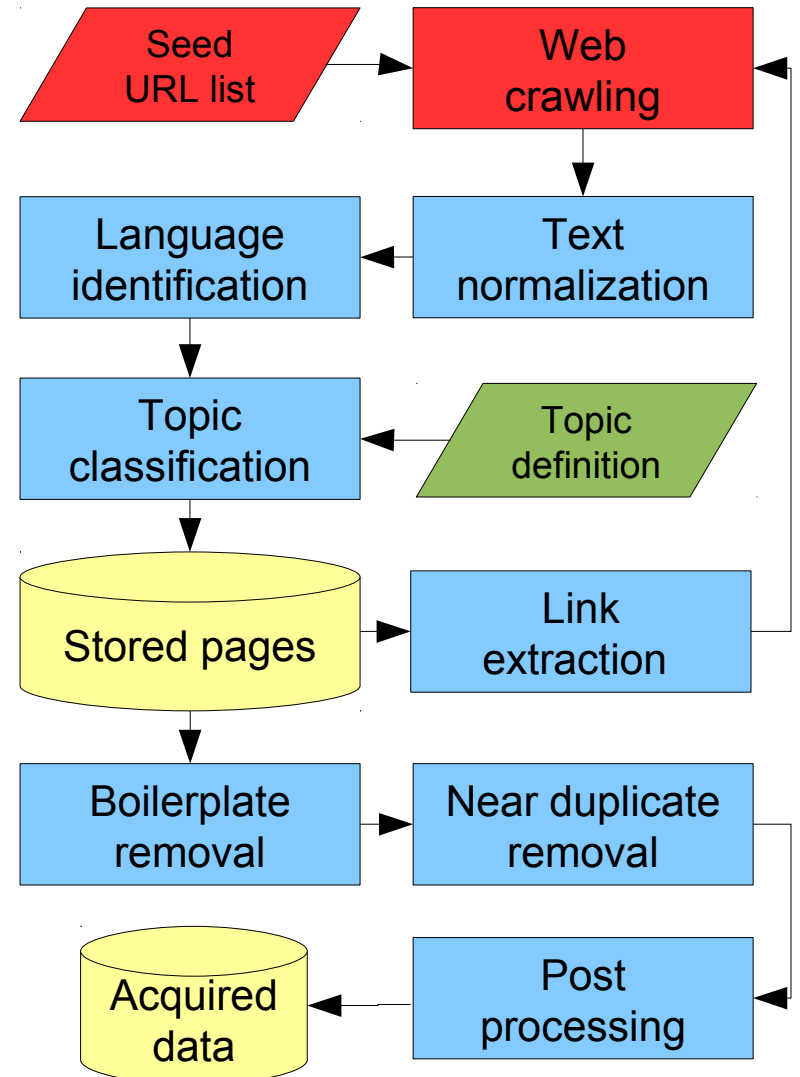 Seed
URL list
Web
crawling
Language
identification
Text
normalization
Topic
classification
Topic
definition
Stored pages
Link
extraction
Boilerplate
removal
Near duplicate
removal
Acquired
data
Post
processing